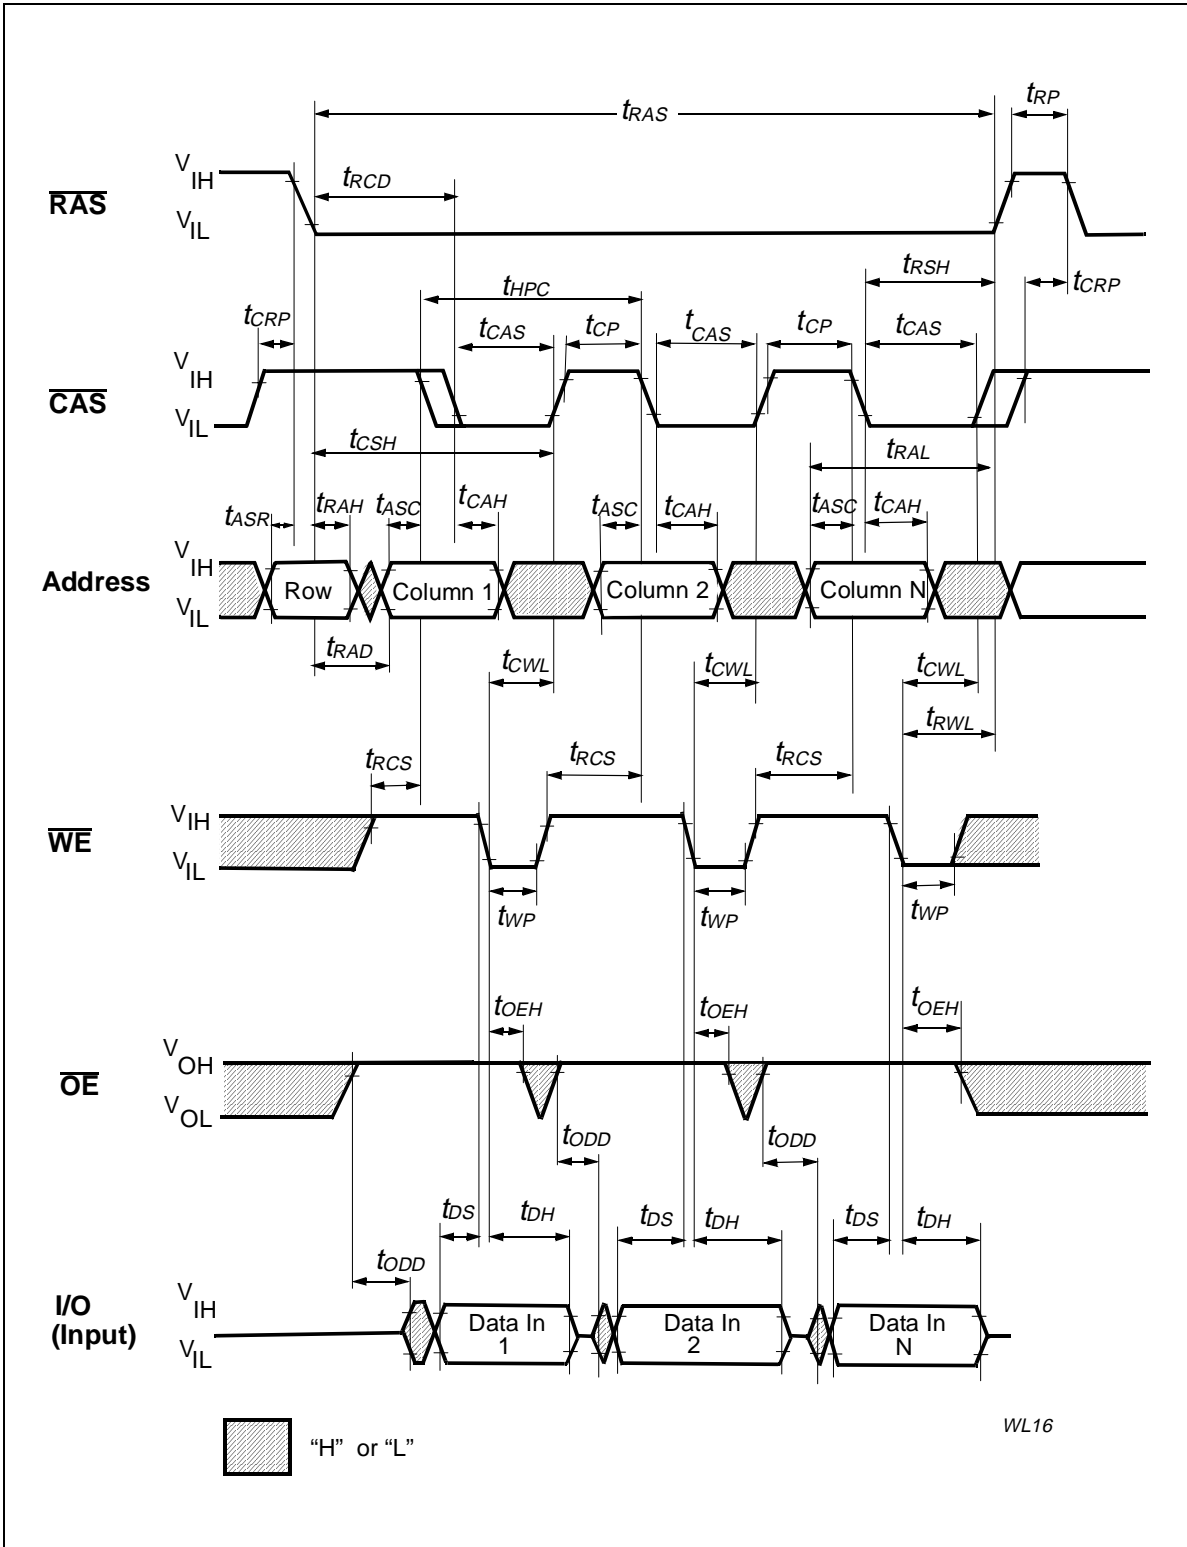 tRAS
tRP
VIH
RAS
VIL
tRCD
tRSH
tCRP
tHPC
tCRP
tCAS
tCP
tCAS
tCP
tCAS
VIH
CAS
VIL
tCSH
tRAL
tASR
tRAH
tASC
tCAH
tASC
tCAH
tASC
tCAH
VIH
Address
VIL
Row
Column 1
Column 2
Column N
tRAD
tCWL
tCWL
tCWL
tRWL
tRCS
tRCS
tRCS
VIH
WE
VIL
tWP
tWP
tWP
tOEH
tOEH
tOEH
VOH
OE
VOL
tODD
tODD
tDS
tDH
tDS
tDH
tDS
tDH
tODD
VIH
I/O
(Input)
VIL
Data In
1
Data In
2
Data In
N
“H” or “L”
WL16